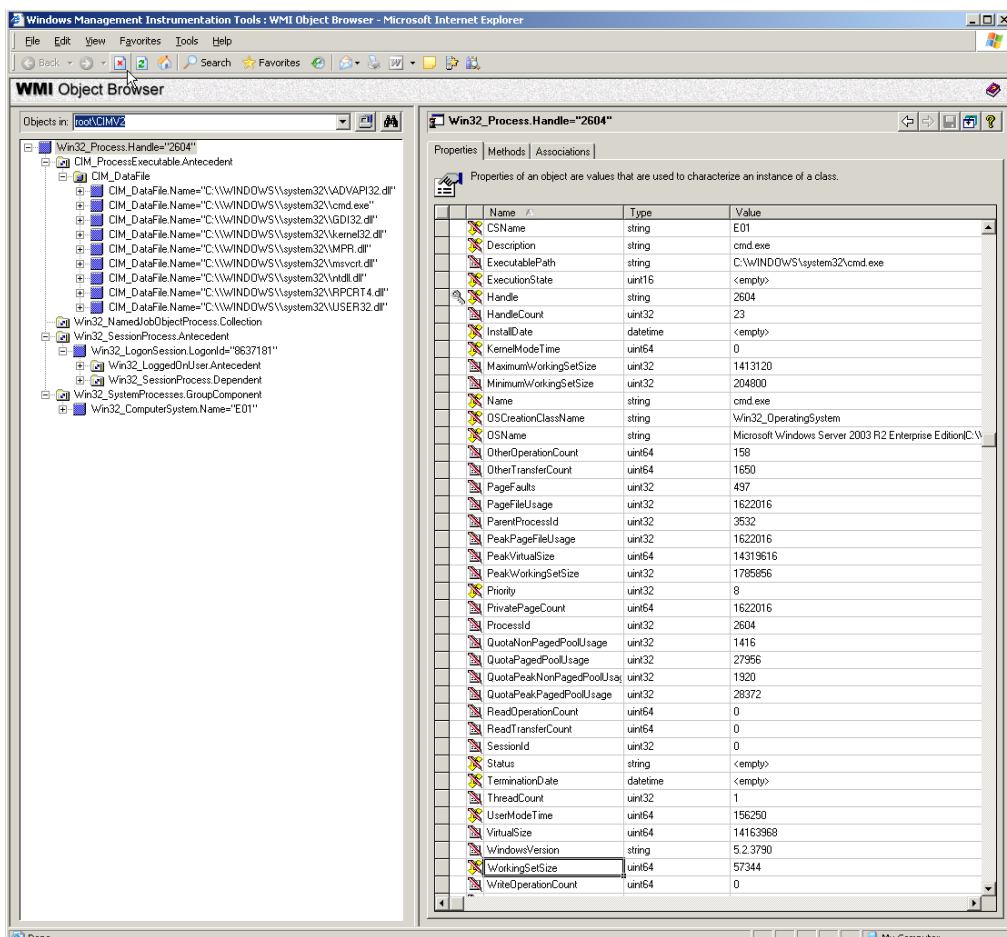 Windows Management Instrumentation Tools : WMI Object Browser - Microsoft Internet Explorer
File Edit View Favorites Tools Help
Back Search Favorites
WMI Object Browser
Objects in: root\CIMV2
Win32_Process.Handle="2604"
CIM_ProcessExecutable.Antecedent
CIM_DataFile
CIM_DataFile.Name="C:\\WINDOWS\\system32\\ADVAPI32.dll"
CIM_DataFile.Name="C:\\WINDOWS\\system32\\cmd.exe"
CIM_DataFile.Name="C:\\WINDOWS\\system32\\GDI32.dll"
CIM_DataFile.Name="C:\\WINDOWS\\system32\\kernel32.dll"
CIM_DataFile.Name="C:\\WINDOWS\\system32\\MPR.dll"
CIM_DataFile.Name="C:\\WINDOWS\\system32\\msvcrt.dll"
CIM_DataFile.Name="C:\\WINDOWS\\system32\\ntdll.dll"
CIM_DataFile.Name="C:\\WINDOWS\\system32\\RPCRT4.dll"
CIM_DataFile.Name="C:\\WINDOWS\\system32\\USER32.dll"
Win32_NamedJobObjectProcess.Collection
Win32_SessionProcess.Antecedent
Win32_LogonSession.LogonId="8637181"
Win32_LoggedOnUser.Antecedent
Win32_SessionProcess.Dependent
Win32_SystemProcesses.GroupComponent
Win32_ComputerSystem.Name="E01"
Win32_Process.Handle="2604"
Properties Methods Associations
Properties of an object are values that are used to characterize an instance of a class.
Name Type Value
CSName string E01
Description string cmd.exe
ExecutablePath string C:\WINDOWS\system32\cmd.exe
ExecutionState uint16 <empty>
Handle string 2604
HandleCount uint32 23
InstallDate datetime <empty>
KernelModeTime uint64 0
MaximumWorkingSetSize uint32 1413120
MinimumWorkingSetSize uint32 204800
Name string cmd.exe
OSCreationClassName string Win32_OperatingSystem
OSName string Microsoft Windows Server 2003 R2 Enterprise Edition|C:\\
OtherOperationCount uint64 158
OtherTransferCount uint64 1650
PageFaults uint32 497
PageFileUsage uint32 1622016
ParentProcessId uint32 3532
PeakPageFileUsage uint32 1622016
PeakVirtualSize uint64 14319616
PeakWorkingSetSize uint32 1785856
Priority uint32 8
PrivatePageCount uint64 1622016
ProcessId uint32 2604
QuotaNonPagedPoolUsage uint32 1416
QuotaPagedPoolUsage uint32 27956
QuotaPeakNonPagedPoolUsag uint32 1920
QuotaPeakPagedPoolUsage uint32 28372
ReadOperationCount uint64 0
ReadTransferCount uint64 0
SessionId uint32 0
Status string <empty>
TerminationDate datetime <empty>
ThreadCount uint32 1
UserModeTime uint64 156250
VirtualSize uint64 14163968
WindowsVersion string 5.2.3790
WorkingSetSize uint64 57344
WriteOperationCount uint64 0
Done My Computer